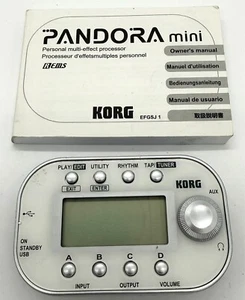 PANDORA mini
Personal multi-effect processor
Processeur d'effets multiples personnel
REMS
Owner's manual
Manuel d'utilisation
Bedienungsanleitung
Manual de usuario
取扱説明書
KORG
EFGSJ 1
PLAY/EDIT UTILITY RHYTHM TAP/TUNER
EXIT ENTER
KORG
AUX
ON
STANDBY
USB
A B C D
INPUT OUTPUT VOLUME